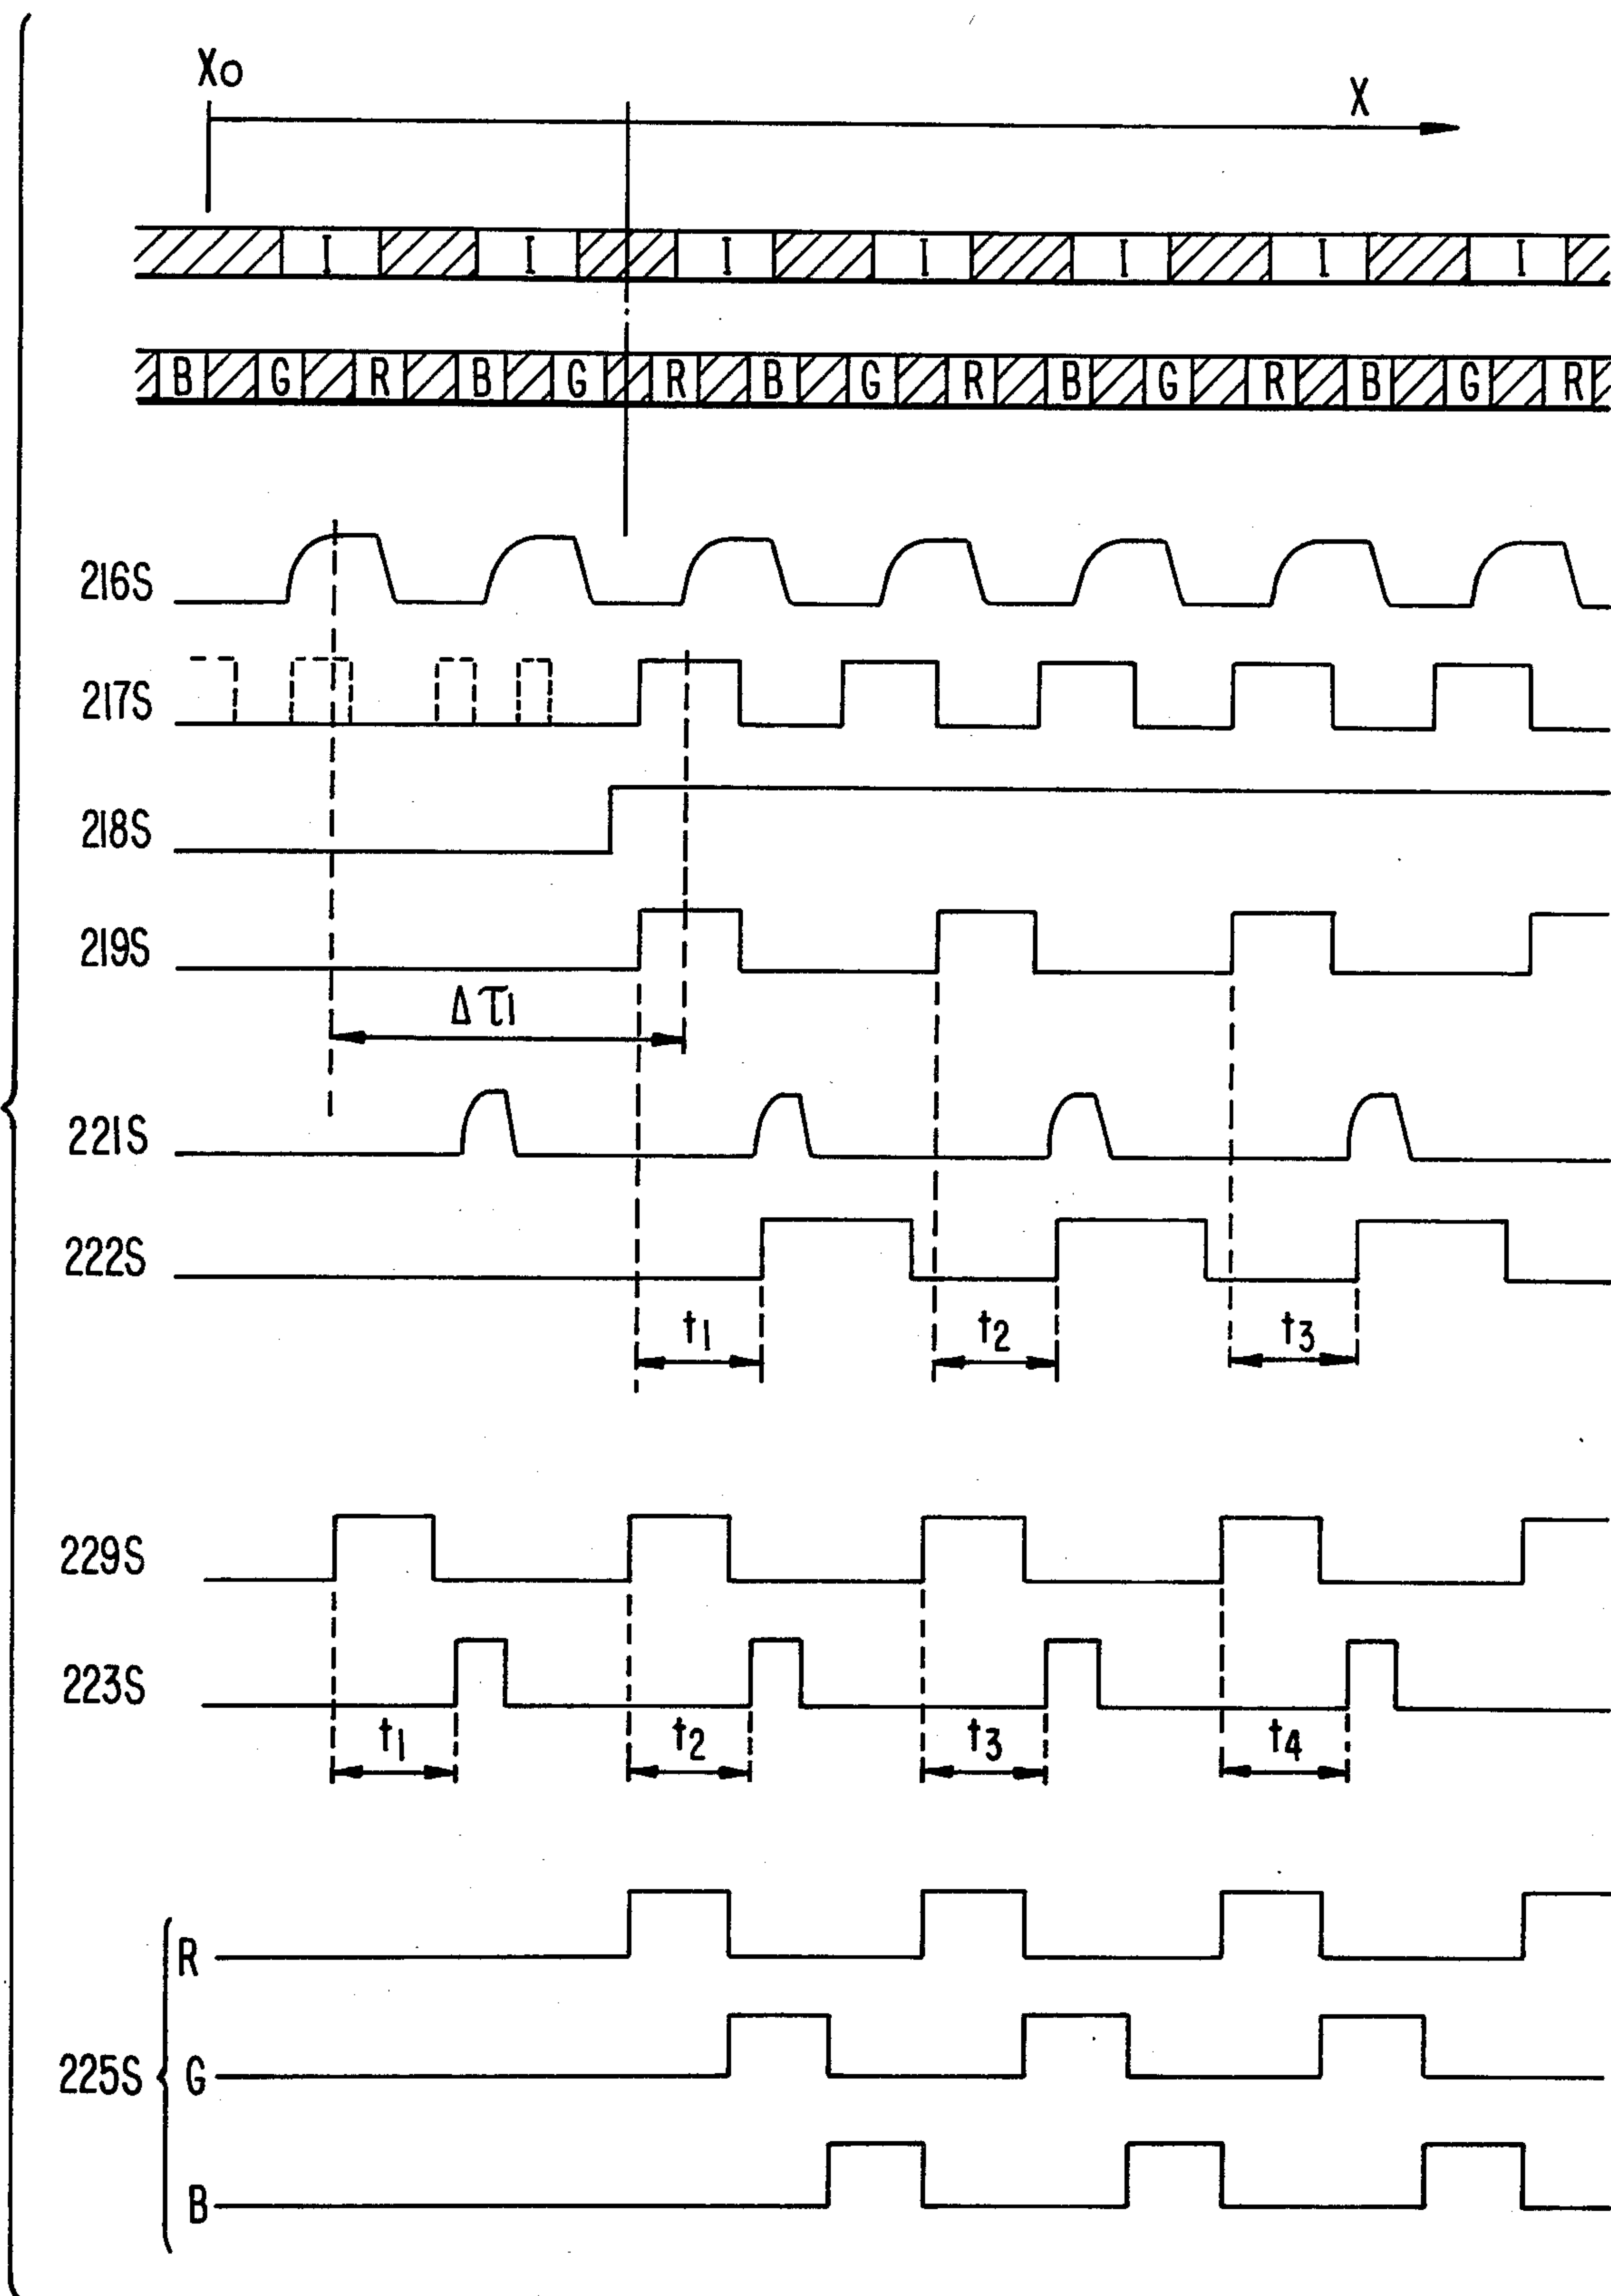 X0
X
I I I I I I I
B G R B G R B G R B G R B G R
216S
217S
218S
219S
Δτ1
221S
222S
t1 t2 t3
229S
223S
t1 t2 t3 t4
R
225S G
B